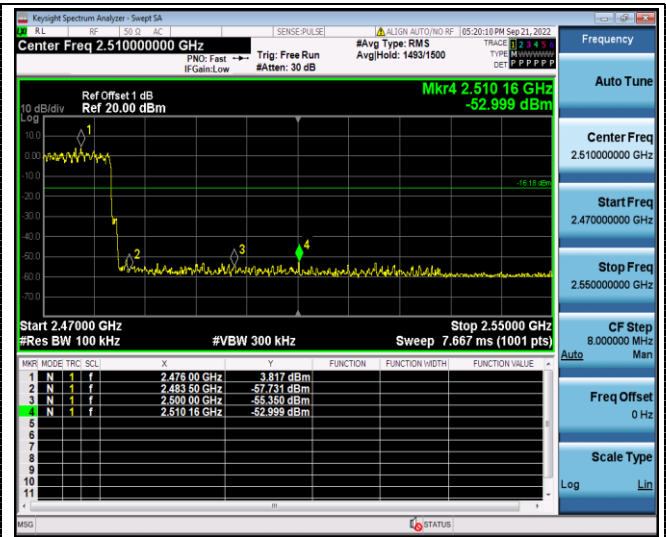 Keysight Spectrum Analyzer - Swept SA
RL RF 50 Ω AC SENSE:PULSE ALIGN AUTO/NO RF 05:20:10 PM Sep 21, 2022
Center Freq 2.510000000 GHz
PNO: Fast
IFGain:Low
Trig: Free Run
#Atten: 30 dB
#Avg Type: RMS
Avg|Hold: 1493/1500
TRACE 1 2 3 4 5 6
TYPE M W W W W W
DET P P P P P P
Ref Offset 1 dB
Ref 20.00 dBm
10 dB/div
Log
Mkr4 2.510 16 GHz
-52.999 dBm
10.0
0.00
-10.0
-20.0
-30.0
-40.0
-50.0
-60.0
-70.0
1
2
3
4
-16.18 dBm
Start 2.47000 GHz
#Res BW 100 kHz
#VBW 300 kHz
Stop 2.55000 GHz
Sweep 7.667 ms (1001 pts)
MKR MODE TRC SCL X Y FUNCTION FUNCTION WIDTH FUNCTION VALUE
1 N 1 f 2.476 00 GHz 3.817 dBm
2 N 1 f 2.483 50 GHz -57.731 dBm
3 N 1 f 2.500 00 GHz -55.350 dBm
4 N 1 f 2.510 16 GHz -52.999 dBm
5
6
7
8
9
10
11
MSG
STATUS
Frequency
Auto Tune
Center Freq
2.510000000 GHz
Start Freq
2.470000000 GHz
Stop Freq
2.550000000 GHz
CF Step
8.000000 MHz
Auto Man
Freq Offset
0 Hz
Scale Type
Log Lin